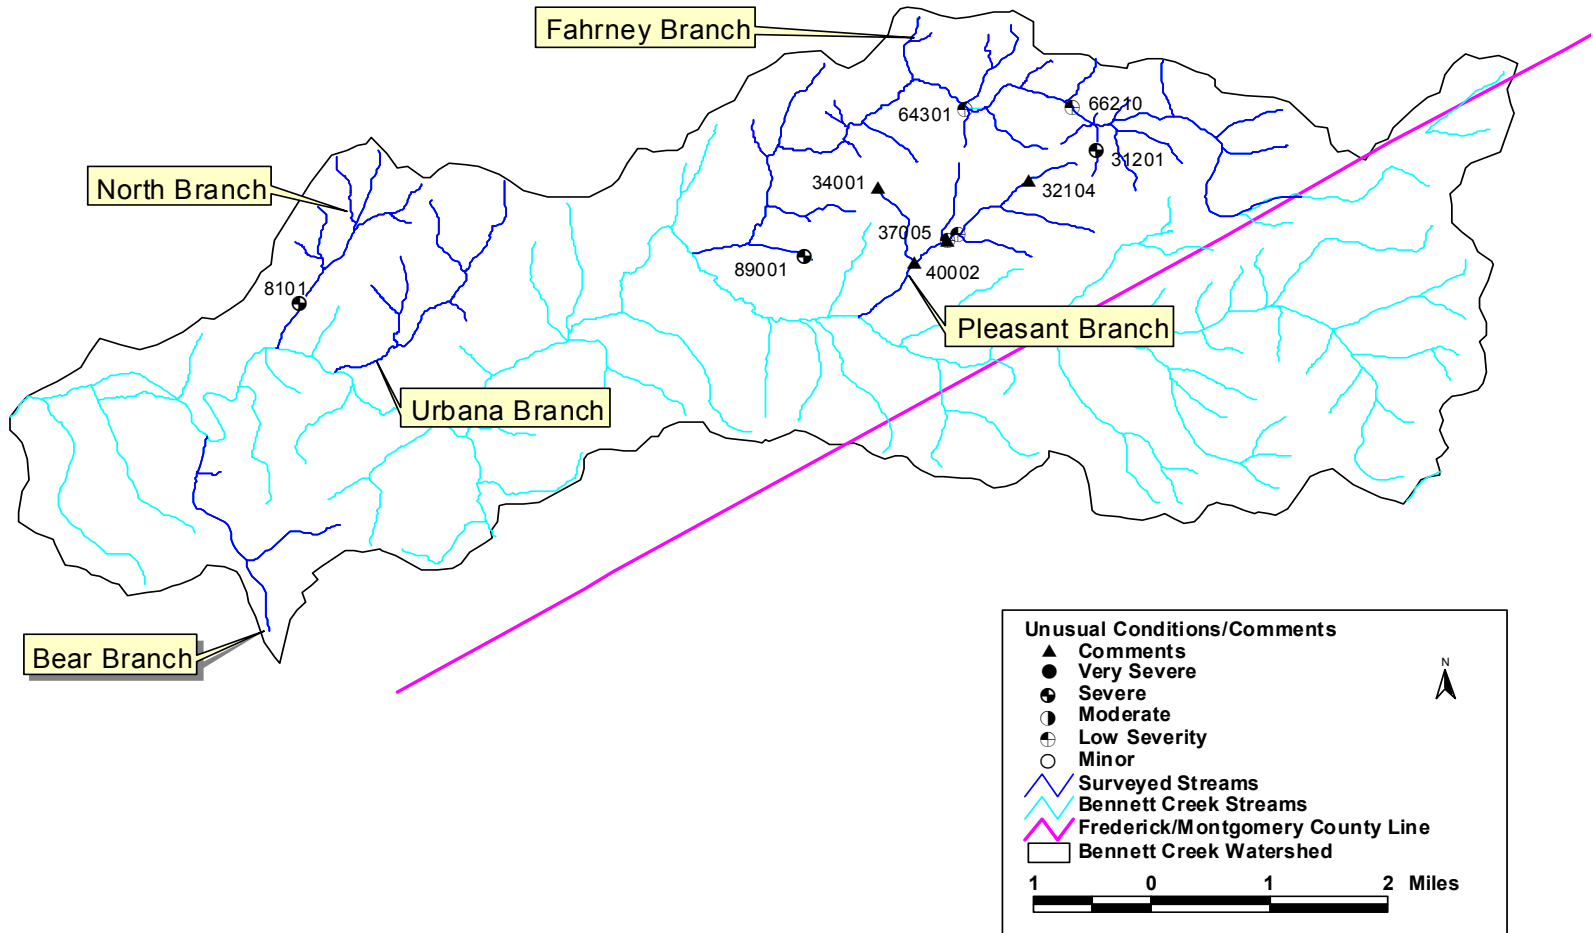 Fahrney Branch
64301
66210
31201
North Branch
34001
32104
37005
89001
40002
8101
Pleasant Branch
Urbana Branch
Bear Branch
Unusual Conditions/Comments
Comments
Very Severe
Severe
Moderate
Low Severity
Minor
Surveyed Streams
Bennett Creek Streams
Frederick/Montgomery County Line
Bennett Creek Watershed
N
1 0 1 2 Miles